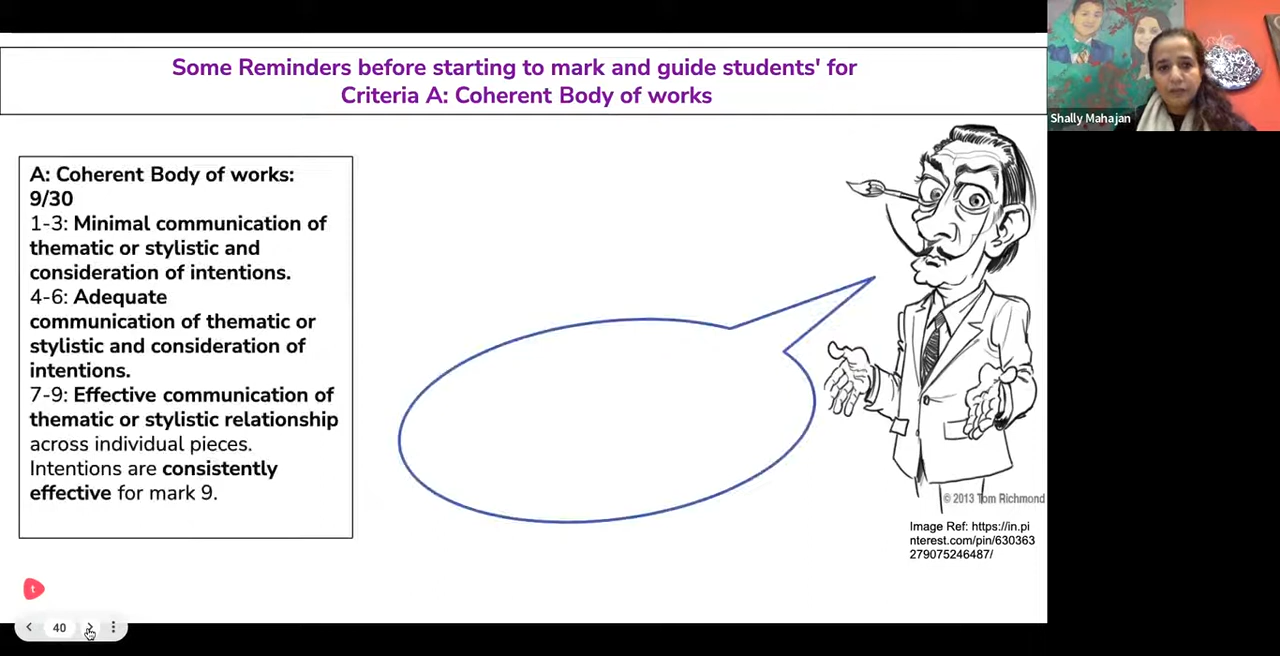 Some Reminders before starting to mark and guide students' for
Criteria A: Coherent Body of works
Shally Mahajan
A: Coherent Body of works:
9/30
1-3: Minimal communication of
thematic or stylistic and
consideration of intentions.
4-6: Adequate
communication of thematic or
stylistic and consideration of
intentions.
7-9: Effective communication of
thematic or stylistic relationship
across individual pieces.
Intentions are consistently
effective for mark 9.
© 2013 Tom Richmond
Image Ref: https://in.pi
nterest.com/pin/630363
279075246487/
t
40